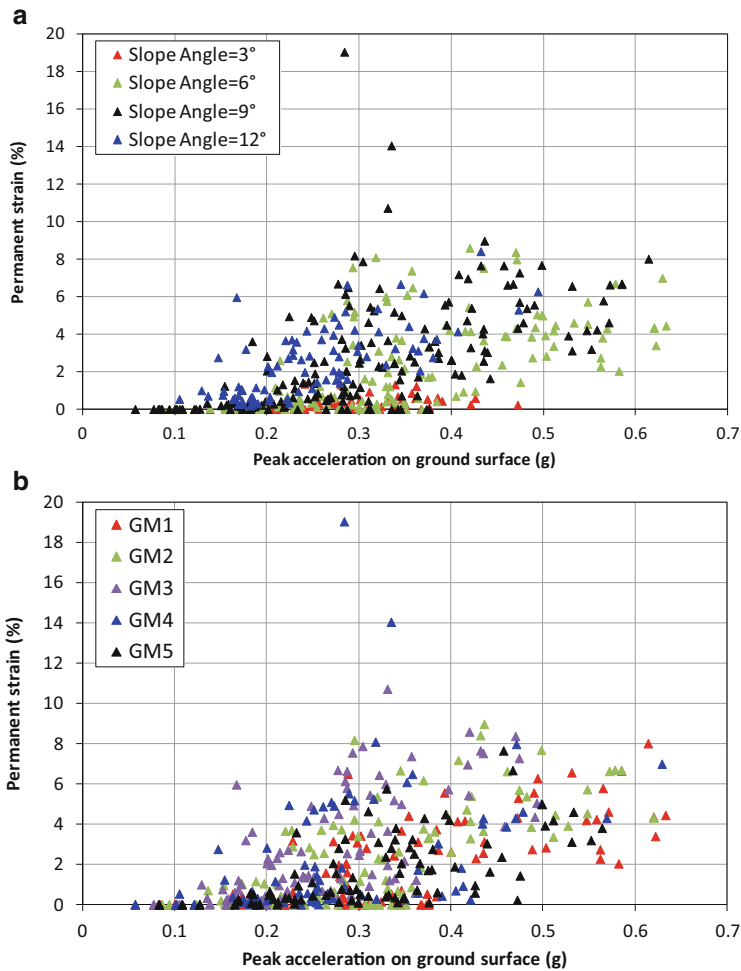 a
20
18
16
14
12
10
8
6
4
2
0
Permanent strain (%)
Slope Angle=3°
Slope Angle=6°
Slope Angle=9°
Slope Angle=12°
0 0.1 0.2 0.3 0.4 0.5 0.6 0.7
Peak acceleration on ground surface (g)
b
20
18
16
14
12
10
8
6
4
2
0
Permanent strain (%)
GM1
GM2
GM3
GM4
GM5
0 0.1 0.2 0.3 0.4 0.5 0.6 0.7
Peak acceleration on ground surface (g)